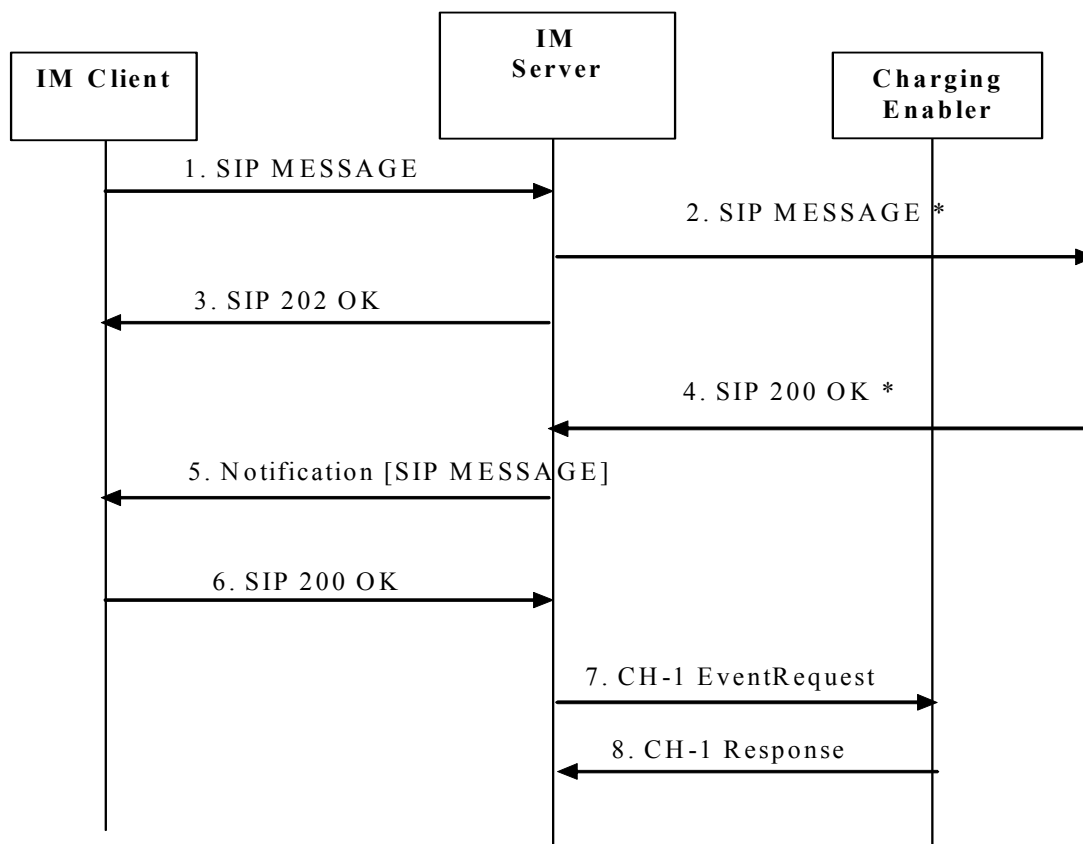 IM Client
IM
Server
Charging
Enabler
1. SIP MESSAGE
2. SIP MESSAGE *
3. SIP 202 OK
4. SIP 200 OK *
5. Notification [SIP MESSAGE]
6. SIP 200 OK
7. CH-1 EventRequest
8. CH-1 Response